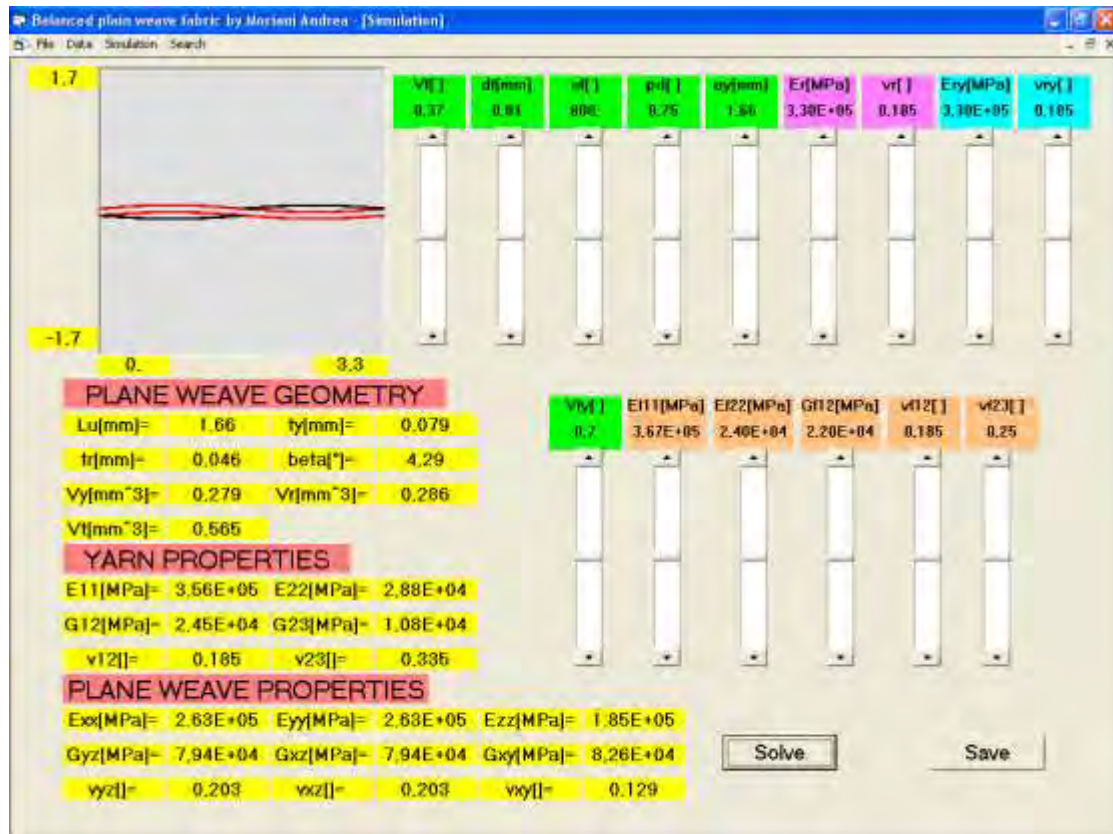 Balanced plain weave fabric by Moriani Andrea - [Simulation]
File Data Simulation Search
1.7
-1.7
0. 3.3
Vf[ ] df[mm] nf[ ] pd[ ] ay[mm] Er[MPa] vr[ ] Ery[MPa] vry[ ]
0.37 0.01 800. 0.75 1.66 3,30E+05 0.185 3,30E+05 0.185
PLANE WEAVE GEOMETRY
Lu[mm]= 1.66 ty[mm]= 0.079
tr[mm]= 0.046 beta[°]= 4.29
Vy[mm^3]= 0.279 Vr[mm^3]= 0.286
Vt[mm^3]= 0.565
Vfy[ ] Ef11[MPa] Ef22[MPa] Gf12[MPa] vf12[ ] vf23[ ]
0.7 3,67E+05 2,40E+04 2,20E+04 0.185 0.25
YARN PROPERTIES
E11[MPa]= 3,56E+05 E22[MPa]= 2,88E+04
G12[MPa]= 2,45E+04 G23[MPa]= 1,08E+04
v12[]= 0.185 v23[]= 0.335
PLANE WEAVE PROPERTIES
Exx[MPa]= 2,63E+05 Eyy[MPa]= 2,63E+05 Ezz[MPa]= 1,85E+05
Gyz[MPa]= 7,94E+04 Gxz[MPa]= 7,94E+04 Gxy[MPa]= 8,26E+04
vyz[]= 0.203 vxz[]= 0.203 vxy[]= 0.129
Solve Save